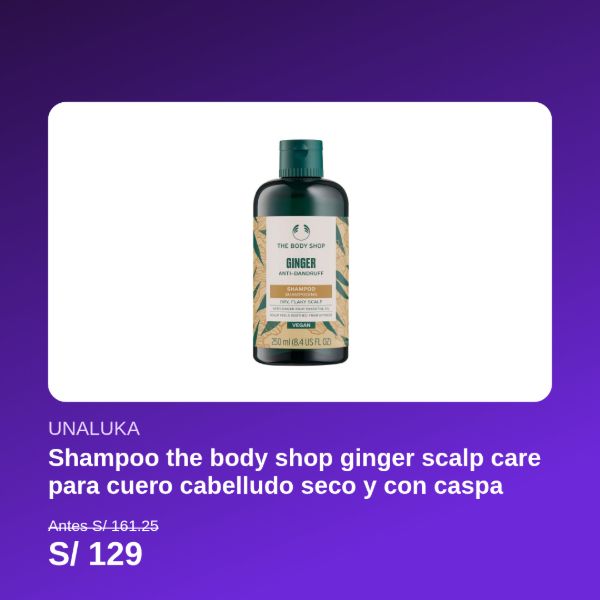 THE BODY SHOP
GINGER
ANTI-DANDRUFF
SHAMPOO
SHAMPOOING
DRY, FLAKY SCALP
VEGAN
250 ml (8.4 US FL OZ)
UNALUKA
Shampoo the body shop ginger scalp care
para cuero cabelludo seco y con caspa
Antes S/ 161.25
S/ 129